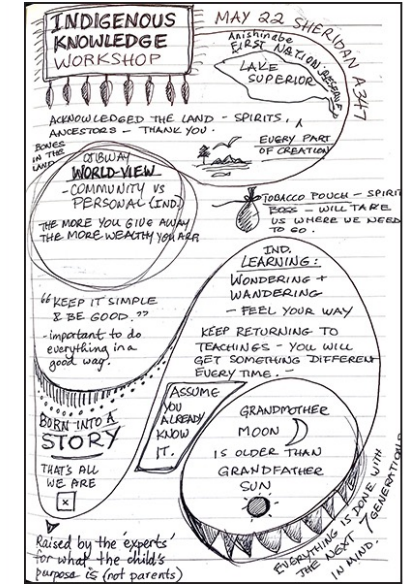 INDIGENOUS
KNOWLEDGE
WORKSHOP
MAY 22 SHERIDAN A347
Anishinabe
FIRST NATION RESERVE
LAKE
SUPERIOR
ACKNOWLEDGED THE LAND - SPIRITS,
ANCESTORS - THANK YOU.
EVERY PART
OF CREATION
BONES
IN THE
LAND
OJIBWAY
WORLD-VIEW
- COMMUNITY VS
PERSONAL (IND.)
THE MORE YOU GIVE AWAY
THE MORE WEALTHY YOU ARE
TOBACCO POUCH - SPIRIT
BOSS - WILL TAKE
US WHERE WE NEED
TO GO.
IND.
LEARNING:
WONDERING +
WANDERING
- FEEL YOUR WAY
KEEP RETURNING TO
TEACHINGS - YOU WILL
GET SOMETHING DIFFERENT
EVERY TIME. -
"KEEP IT SIMPLE
& BE GOOD."
- important to do
everything in a
good way.
ASSUME
YOU
ALREADY
KNOW
IT.
BORN INTO A
STORY
THAT'S ALL
WE ARE
GRANDMOTHER
MOON
IS OLDER THAN
GRANDFATHER
SUN
EVERYTHING IS DONE WITH
THE NEXT 7 GENERATIONS
IN MIND.
Raised by the 'experts'
for what the child's
purpose is (not parents)